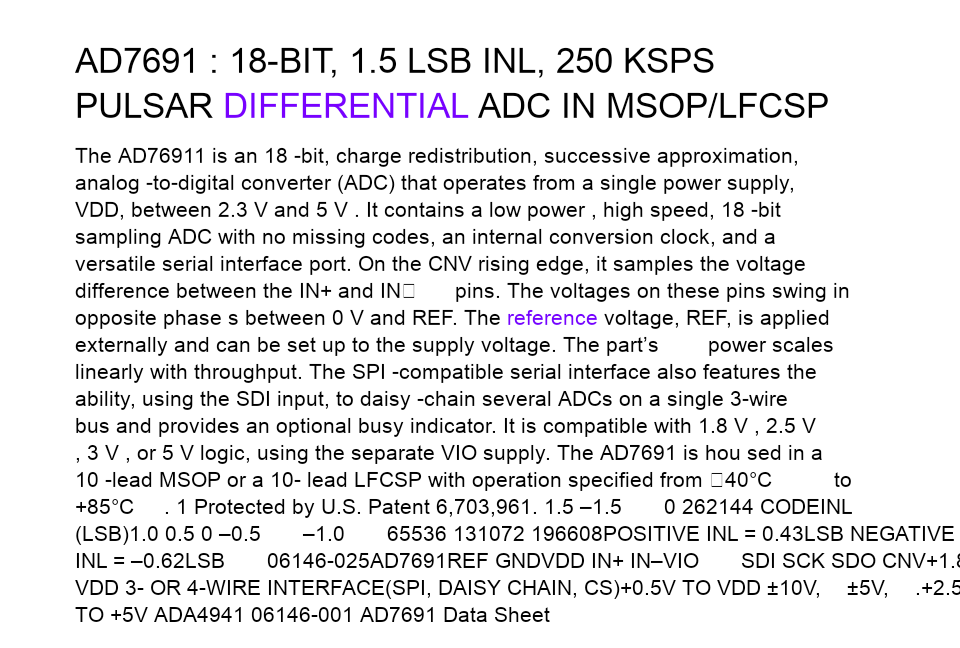 AD7691 : 18-BIT, 1.5 LSB INL, 250 KSPS
PULSAR DIFFERENTIAL ADC IN MSOP/LFCSP
The AD76911 is an 18 -bit, charge redistribution, successive approximation,
analog -to-digital converter (ADC) that operates from a single power supply,
VDD, between 2.3 V and 5 V . It contains a low power , high speed, 18 -bit
sampling ADC with no missing codes, an internal conversion clock, and a
versatile serial interface port. On the CNV rising edge, it samples the voltage
difference between the IN+ and IN□ pins. The voltages on these pins swing in
opposite phase s between 0 V and REF. The reference voltage, REF, is applied
externally and can be set up to the supply voltage. The part’s power scales
linearly with throughput. The SPI -compatible serial interface also features the
ability, using the SDI input, to daisy -chain several ADCs on a single 3-wire
bus and provides an optional busy indicator. It is compatible with 1.8 V , 2.5 V
, 3 V , or 5 V logic, using the separate VIO supply. The AD7691 is hou sed in a
10 -lead MSOP or a 10- lead LFCSP with operation specified from □40°C to
+85°C . 1 Protected by U.S. Patent 6,703,961. 1.5 –1.5 0 262144 CODEINL
(LSB)1.0 0.5 0 –0.5 –1.0 65536 131072 196608POSITIVE INL = 0.43LSB NEGATIVE
INL = –0.62LSB 06146-025AD7691REF GNDVDD IN+ IN–VIO SDI SCK SDO CNV+1.8
VDD 3- OR 4-WIRE INTERFACE(SPI, DAISY CHAIN, CS)+0.5V TO VDD ±10V, ±5V, .+2.5
TO +5V ADA4941 06146-001 AD7691 Data Sheet